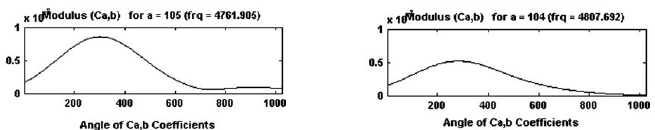 x 10
Modulus (Ca,b) for a = 105 (frq = 4761.905)
1
0.5
0
200 400 600 800 1000
Angle of Ca,b Coefficients
x 10
Modulus (Ca,b) for a = 104 (frq = 4807.692)
1
0.5
0
200 400 600 800 1000
Angle of Ca,b Coefficients